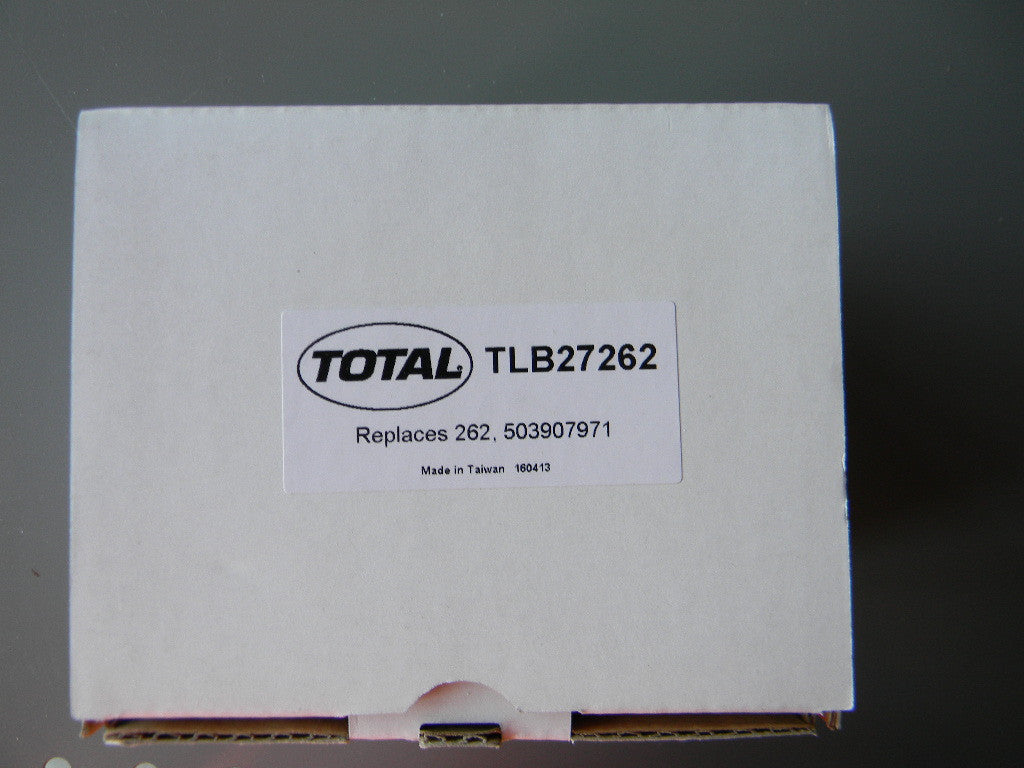 TOTAL TLB27262
Replaces 262, 503907971
Made in Taiwan 160413